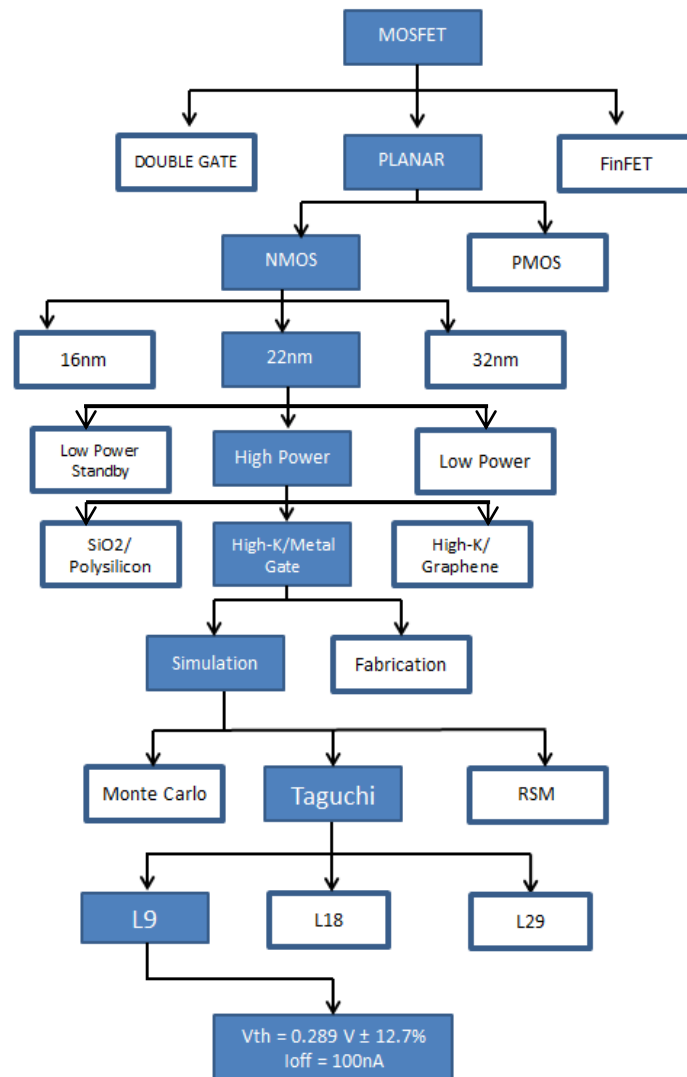 MOSFET
DOUBLE GATE
PLANAR
FinFET
NMOS
PMOS
16nm
22nm
32nm
Low Power
Standby
High Power
Low Power
SiO2/
Polysilicon
High-K/Metal
Gate
High-K/
Graphene
Simulation
Fabrication
Monte Carlo
Taguchi
RSM
L9
L18
L29
Vth = 0.289 V ± 12.7%
Ioff = 100nA